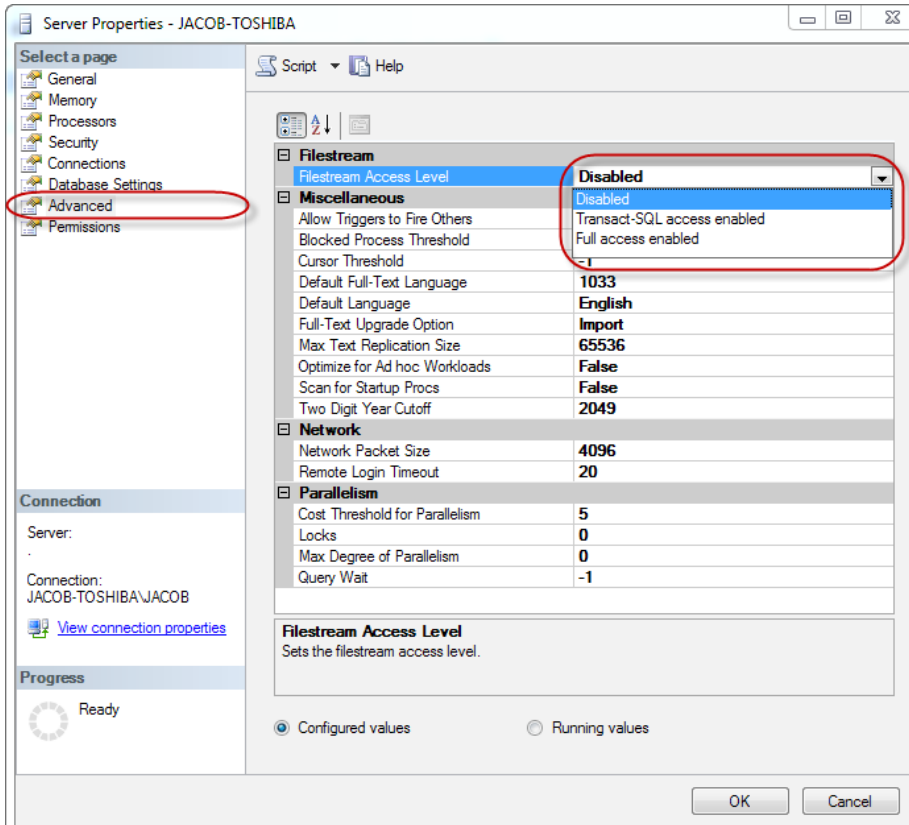 Server Properties - JACOB-TOSHIBA
Select a page
General
Memory
Processors
Security
Connections
Database Settings
Advanced
Permissions
Script Help
Filestream
Filestream Access Level Disabled
Disabled
Transact-SQL access enabled
Full access enabled
Miscellaneous
Allow Triggers to Fire Others
Blocked Process Threshold
Cursor Threshold -1
Default Full-Text Language 1033
Default Language English
Full-Text Upgrade Option Import
Max Text Replication Size 65536
Optimize for Ad hoc Workloads False
Scan for Startup Procs False
Two Digit Year Cutoff 2049
Network
Network Packet Size 4096
Remote Login Timeout 20
Parallelism
Cost Threshold for Parallelism 5
Locks 0
Max Degree of Parallelism 0
Query Wait -1
Connection
Server:
.
Connection:
JACOB-TOSHIBA\JACOB
View connection properties
Progress
Ready
Filestream Access Level
Sets the filestream access level.
Configured values Running values
OK Cancel